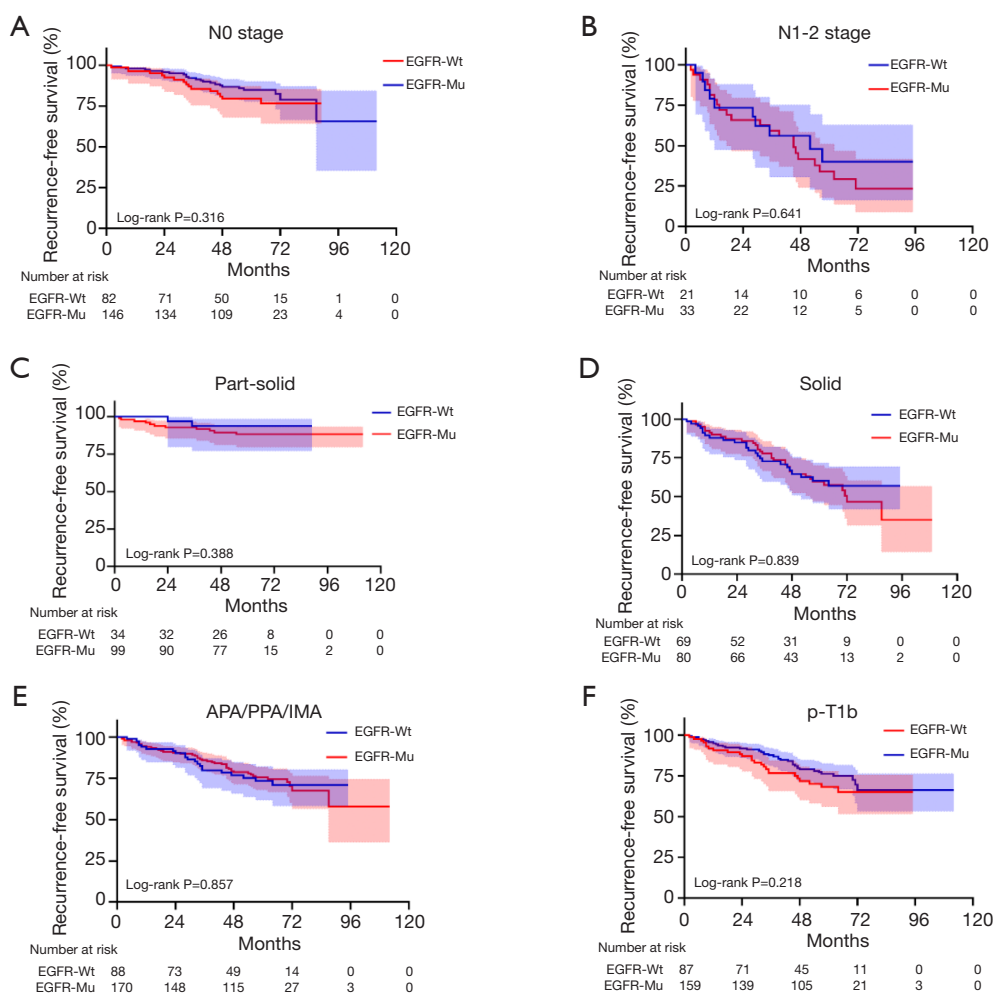 A
N0 stage
Recurrence-free survival (%)
100
75
50
25
0
EGFR-Wt
EGFR-Mu
Log-rank P=0.316
0 24 48 72 96 120
Months
Number at risk
EGFR-Wt 82 71 50 15 1 0
EGFR-Mu 146 134 109 23 4 0
B
N1-2 stage
Recurrence-free survival (%)
100
75
50
25
0
EGFR-Wt
EGFR-Mu
Log-rank P=0.641
0 24 48 72 96 120
Months
Number at risk
EGFR-Wt 21 14 10 6 0 0
EGFR-Mu 33 22 12 5 0 0
C
Part-solid
Recurrence-free survival (%)
100
75
50
25
0
EGFR-Wt
EGFR-Mu
Log-rank P=0.388
0 24 48 72 96 120
Months
Number at risk
EGFR-Wt 34 32 26 8 0 0
EGFR-Mu 99 90 77 15 2 0
D
Solid
Recurrence-free survival (%)
100
75
50
25
0
EGFR-Wt
EGFR-Mu
Log-rank P=0.839
0 24 48 72 96 120
Months
Number at risk
EGFR-Wt 69 52 31 9 0 0
EGFR-Mu 80 66 43 13 2 0
E
APA/PPA/IMA
Recurrence-free survival (%)
100
75
50
25
0
EGFR-Wt
EGFR-Mu
Log-rank P=0.857
0 24 48 72 96 120
Months
Number at risk
EGFR-Wt 88 73 49 14 0 0
EGFR-Mu 170 148 115 27 3 0
F
p-T1b
Recurrence-free survival (%)
100
75
50
25
0
EGFR-Wt
EGFR-Mu
Log-rank P=0.218
0 24 48 72 96 120
Months
Number at risk
EGFR-Wt 87 71 45 11 0 0
EGFR-Mu 159 139 105 21 3 0